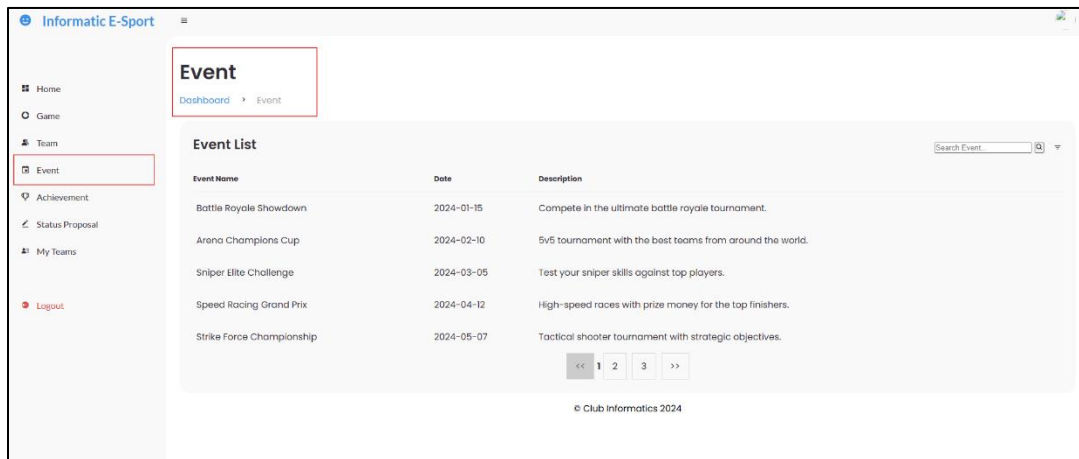 Informatic E-Sport
Home
Game
Team
Event
Achievement
Status Proposal
My Teams
Logout
Event
Dashboard > Event
Event List
Search Event...
Event Name Date Description
Battle Royale Showdown 2024-01-15 Compete in the ultimate battle royale tournament.
Arena Champions Cup 2024-02-10 5v5 tournament with the best teams from around the world.
Sniper Elite Challenge 2024-03-05 Test your sniper skills against top players.
Speed Racing Grand Prix 2024-04-12 High-speed races with prize money for the top finishers.
Strike Force Championship 2024-05-07 Tactical shooter tournament with strategic objectives.
<< 1 2 3 >>
© Club Informatics 2024